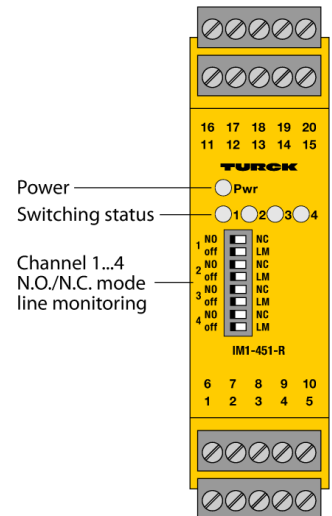 16 17 18 19 20
11 12 13 14 15
TURCK
Power
Pwr
Switching status
1 2 3 4
Channel 1...4
N.O./N.C. mode
line monitoring
1 NO NC
off LM
2 NO NC
off LM
3 NO NC
off LM
4 NO NC
off LM
IM1-451-R
6 7 8 9 10
1 2 3 4 5